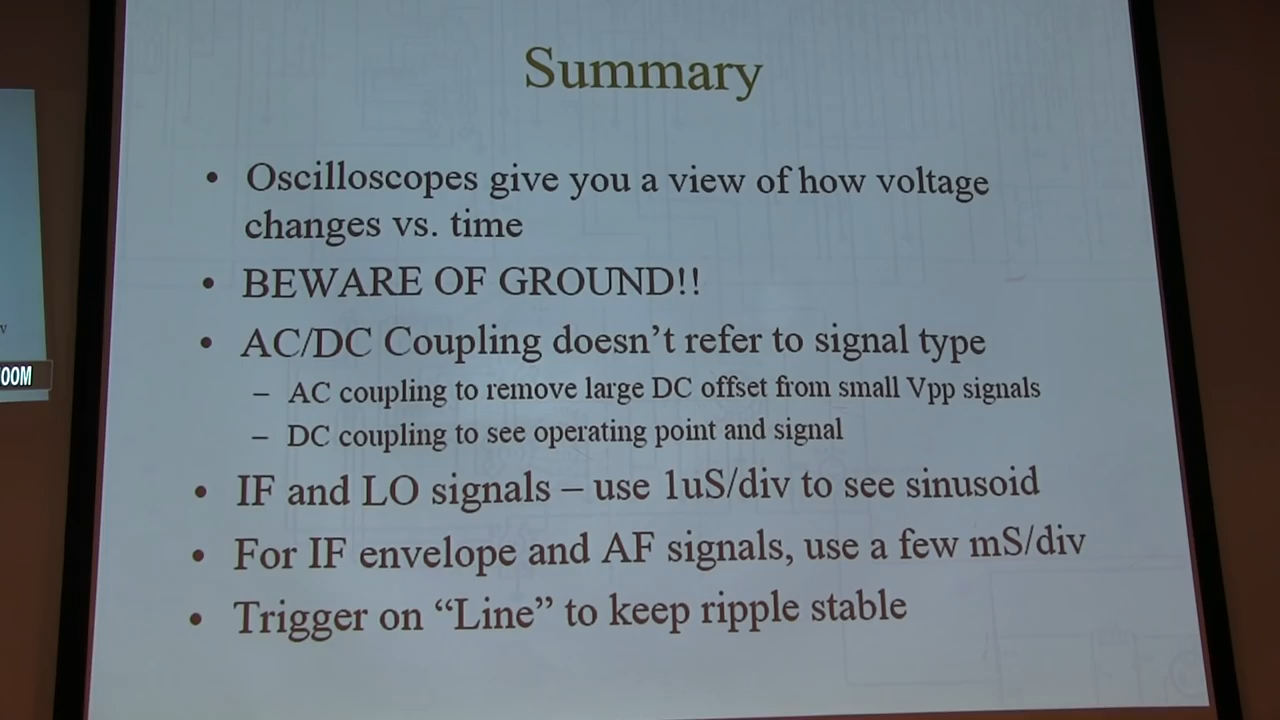 Summary
• Oscilloscopes give you a view of how voltage
changes vs. time
• BEWARE OF GROUND!!
• AC/DC Coupling doesn't refer to signal type
– AC coupling to remove large DC offset from small Vpp signals
– DC coupling to see operating point and signal
• IF and LO signals – use 1uS/div to see sinusoid
• For IF envelope and AF signals, use a few mS/div
• Trigger on “Line” to keep ripple stable